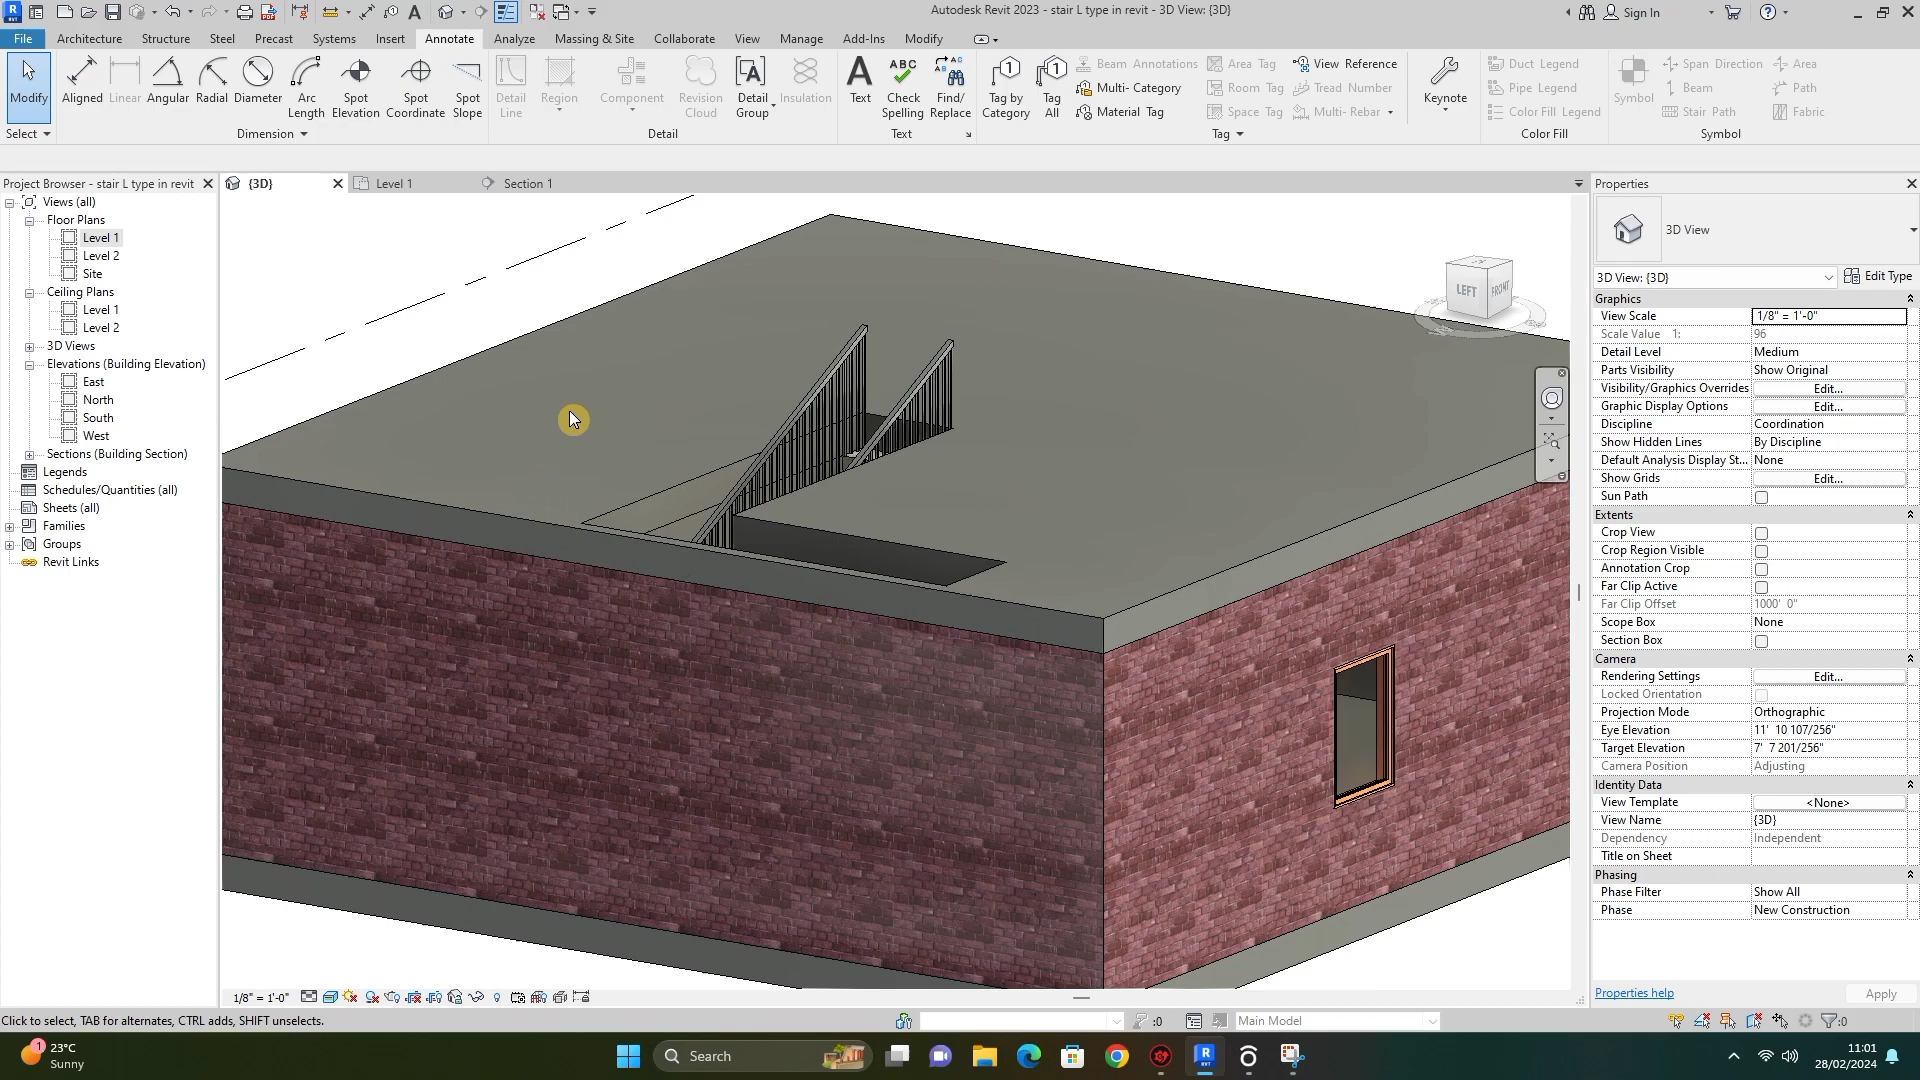 Autodesk Revit 2023 - stair L type in revit - 3D View: {3D}
Sign In
File Architecture Structure Steel Precast Systems Insert Annotate Analyze Massing & Site Collaborate View Manage Add-Ins Modify
Modify
Aligned
Linear
Angular
Radial
Diameter
Arc
Length
Spot
Elevation
Spot
Coordinate
Spot
Slope
Detail
Line
Region
Component
Revision
Cloud
Detail
Group
Insulation
Text
ABC
Check
Spelling
Find/
Replace
Tag by
Category
Tag
All
Beam Annotations
Multi- Category
Material Tag
Area Tag
Room Tag
Space Tag
View Reference
Tread Number
Multi-Rebar
Keynote
Duct Legend
Pipe Legend
Color Fill Legend
Symbol
Span Direction
Beam
Stair Path
Area
Path
Fabric
Select
Dimension
Detail
Text
Tag
Color Fill
Symbol
Project Browser - stair L type in revit
Views (all)
Floor Plans
Level 1
Level 2
Site
Ceiling Plans
Level 1
Level 2
3D Views
Elevations (Building Elevation)
East
North
South
West
Sections (Building Section)
Legends
Schedules/Quantities (all)
Sheets (all)
Families
Groups
Revit Links
{3D}
Level 1
Section 1
LEFT
FRONT
Properties
3D View
3D View: {3D}
Edit Type
Graphics
View Scale 1/8" = 1'-0"
Scale Value 1: 96
Detail Level Medium
Parts Visibility Show Original
Visibility/Graphics Overrides Edit...
Graphic Display Options Edit...
Discipline Coordination
Show Hidden Lines By Discipline
Default Analysis Display St... None
Show Grids Edit...
Sun Path
Extents
Crop View
Crop Region Visible
Annotation Crop
Far Clip Active
Far Clip Offset 1000' 0"
Scope Box None
Section Box
Camera
Rendering Settings Edit...
Locked Orientation
Projection Mode Orthographic
Eye Elevation 11' 10 107/256"
Target Elevation 7' 7 201/256"
Camera Position Adjusting
Identity Data
View Template <None>
View Name {3D}
Dependency Independent
Title on Sheet
Phasing
Phase Filter Show All
Phase New Construction
Properties help
Apply
1/8" = 1'-0"
Click to select, TAB for alternates, CTRL adds, SHIFT unselects.
:0
Main Model
:0
1
23°C
Sunny
Search
11:01
28/02/2024